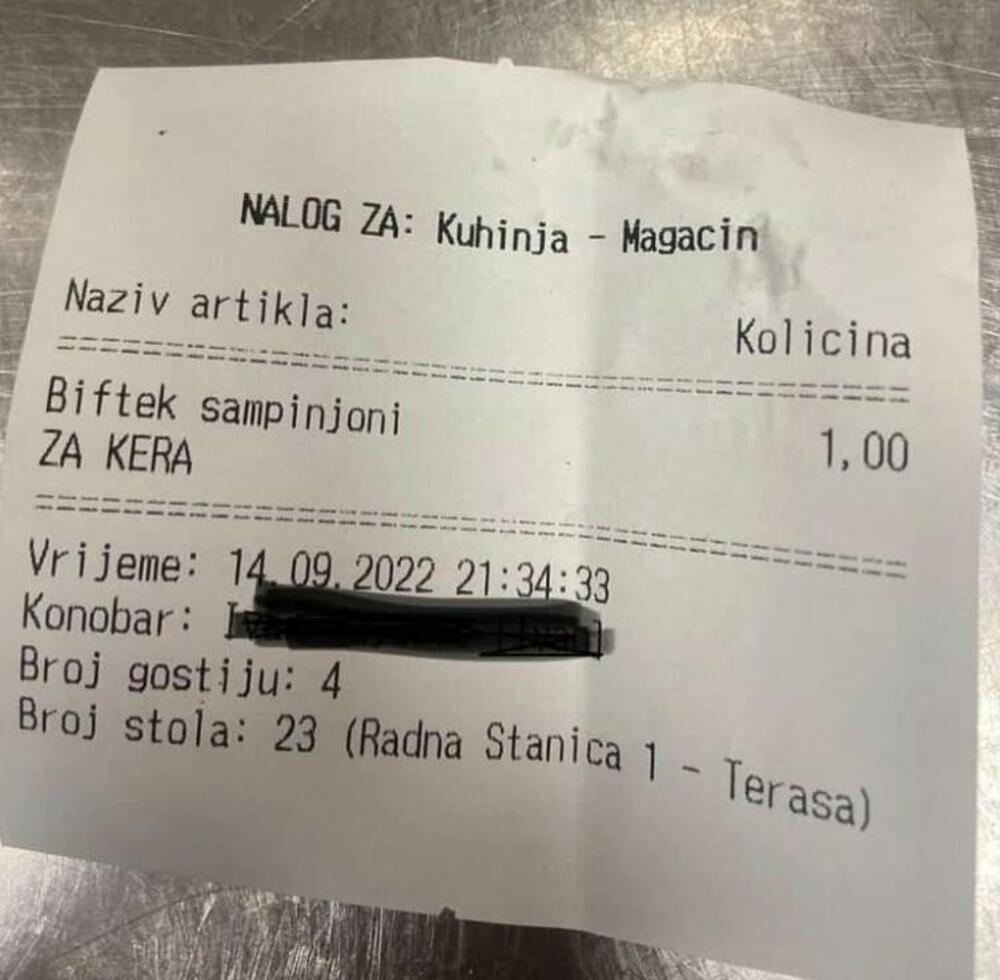 NALOG ZA: Kuhinja - Magacin
Naziv artikla: Kolicina
Biftek sampinjoni 1,00
ZA KERA
Vrijeme: 14.09.2022 21:34:33
Konobar:
Broj gostiju: 4
Broj stola: 23 (Radna Stanica 1 - Terasa)